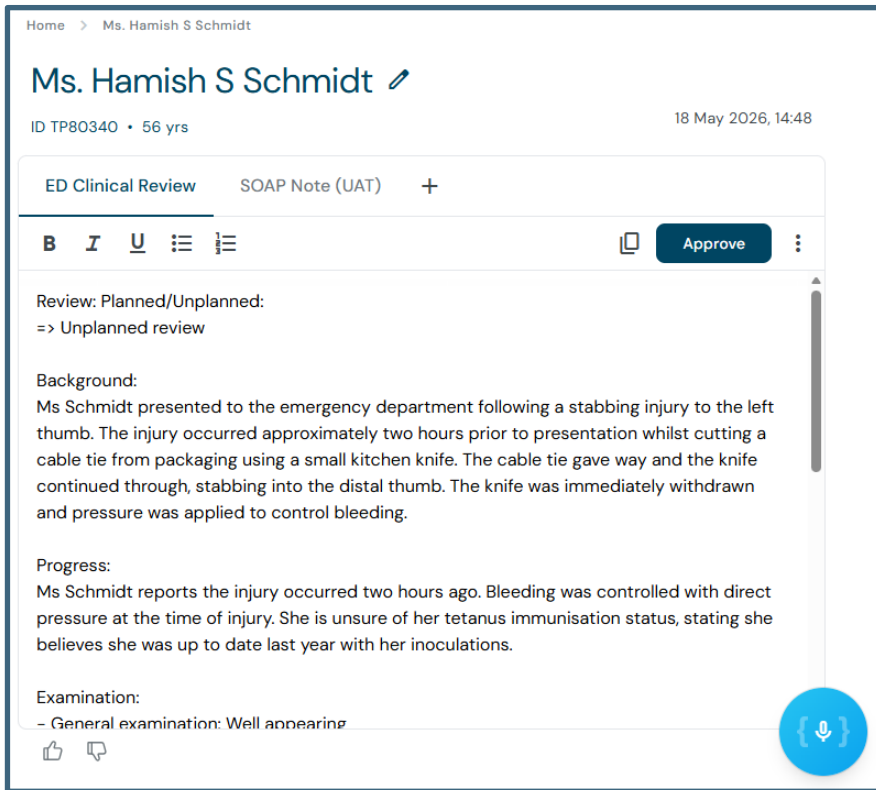 Home > Ms. Hamish S Schmidt
Ms. Hamish S Schmidt
ID TP80340 • 56 yrs
18 May 2026, 14:48
ED Clinical Review
SOAP Note (UAT)
+
B I U
Approve
Review: Planned/Unplanned:
=> Unplanned review
Background:
Ms Schmidt presented to the emergency department following a stabbing injury to the left
thumb. The injury occurred approximately two hours prior to presentation whilst cutting a
cable tie from packaging using a small kitchen knife. The cable tie gave way and the knife
continued through, stabbing into the distal thumb. The knife was immediately withdrawn
and pressure was applied to control bleeding.
Progress:
Ms Schmidt reports the injury occurred two hours ago. Bleeding was controlled with direct
pressure at the time of injury. She is unsure of her tetanus immunisation status, stating she
believes she was up to date last year with her inoculations.
Examination:
- General examination: Well appearing